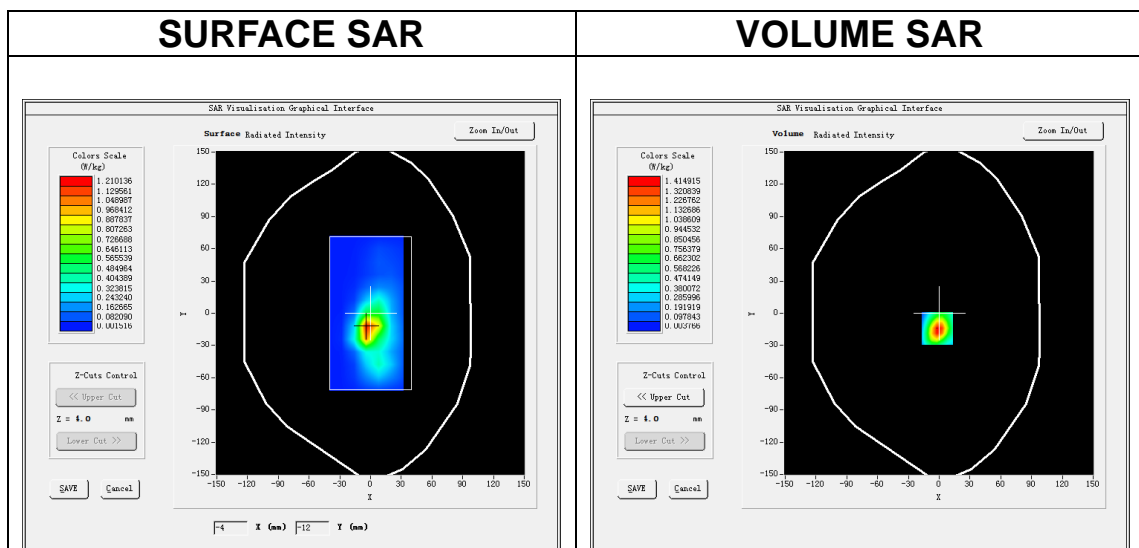 SURFACE SAR
VOLUME SAR
SAR Visualisation Graphical Interface
Surface Radiated Intensity
Zoom In/Out
Colors Scale
(W/kg)
1.210136
1.129561
1.048987
0.968412
0.887837
0.807263
0.726688
0.646113
0.565539
0.484964
0.404389
0.323815
0.243240
0.162665
0.082090
0.001516
Z-Cuts Control
<< Upper Cut
Z = 4.0 mm
Lower Cut >>
SAVE Cancel
150
120
90
60
30
0
-30
-60
-90
-120
-150
Y
-150 -120 -90 -60 -30 0 30 60 90 120 150
X
-4 X (mm) -12 Y (mm)
SAR Visualisation Graphical Interface
Volume Radiated Intensity
Zoom In/Out
Colors Scale
(W/kg)
1.414915
1.320839
1.226762
1.132686
1.038609
0.944532
0.850456
0.756379
0.662302
0.568226
0.474149
0.380072
0.285996
0.191919
0.097843
0.003766
Z-Cuts Control
<< Upper Cut
Z = 4.0 mm
Lower Cut >>
SAVE Cancel
150
120
90
60
30
0
-30
-60
-90
-120
-150
Y
-150 -120 -90 -60 -30 0 30 60 90 120 150
X